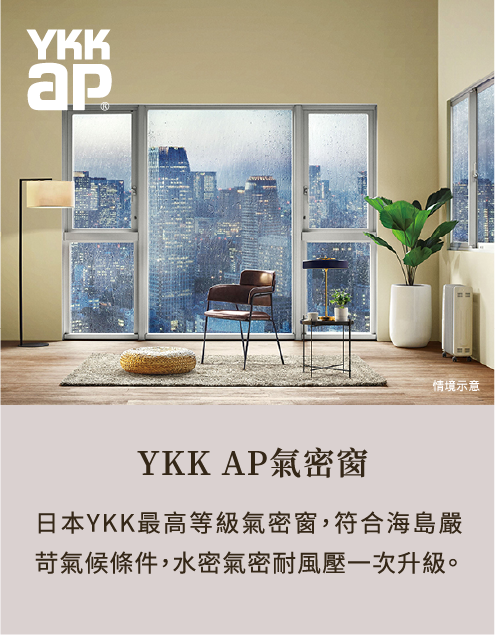 YKK
ap®
情境示意
YKK AP氣密窗
日本YKK最高等級氣密窗，符合海島嚴
苛氣候條件，水密氣密耐風壓一次升級。